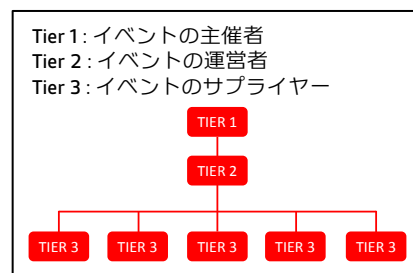 Tier 1 : イベントの主催者
Tier 2 : イベントの運営者
Tier 3 : イベントのサプライヤー
TIER 1
TIER 2
TIER 3 TIER 3 TIER 3 TIER 3 TIER 3